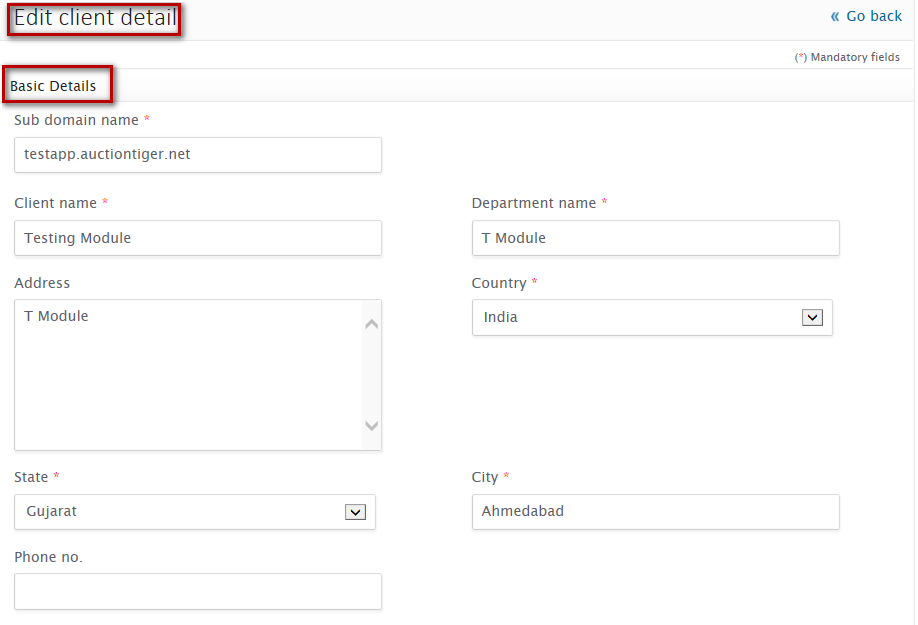 Edit client detail
« Go back
(*) Mandatory fields
Basic Details
Sub domain name *
testapp.auctiontiger.net
Client name *
Department name *
Testing Module
T Module
Address
Country *
T Module
India
State *
City *
Gujarat
Ahmedabad
Phone no.